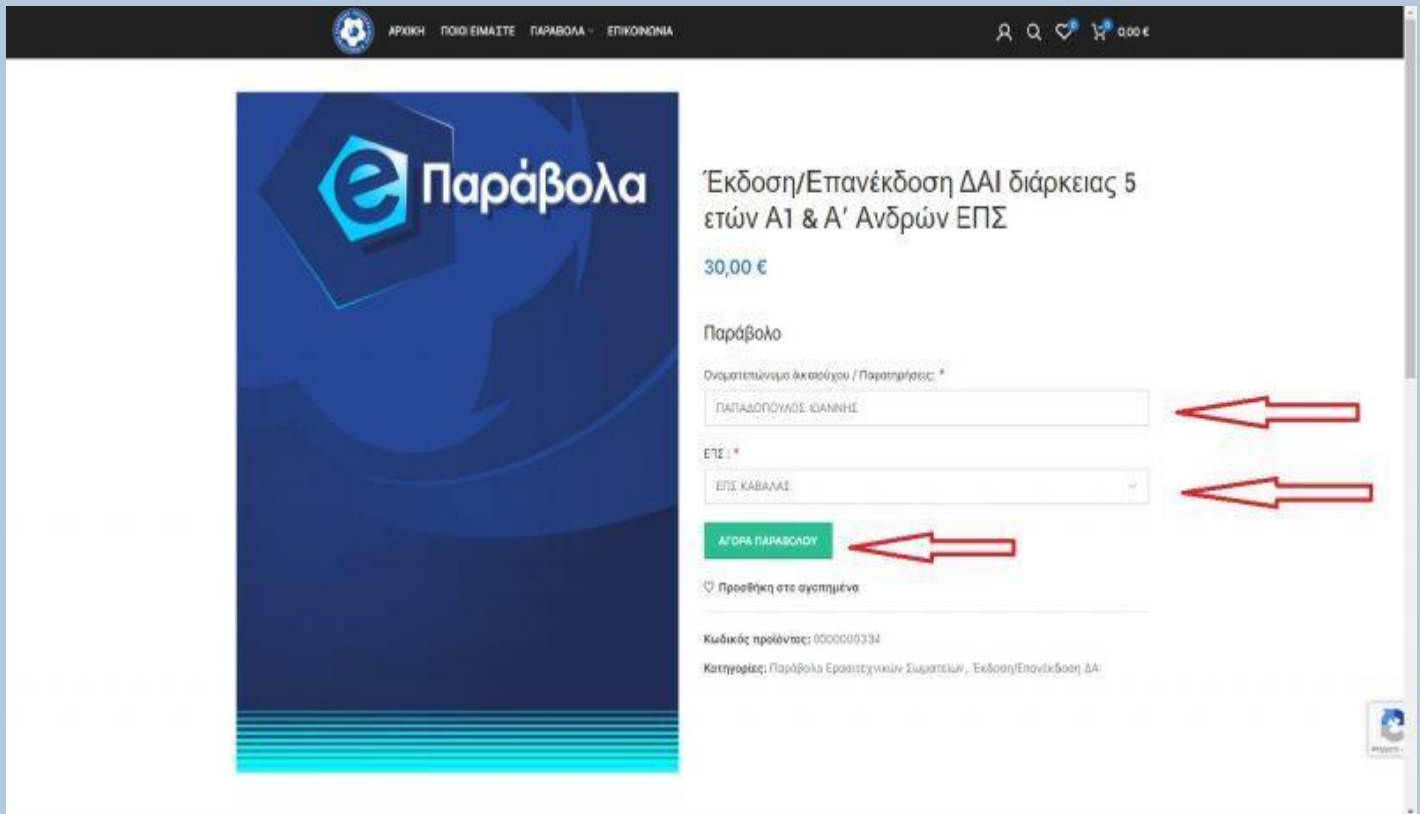 ΑΡΧΙΚΗ ΠΟΙΟΙ ΕΙΜΑΣΤΕ ΠΑΡΑΒΟΛΑ ΕΠΙΚΟΙΝΩΝΙΑ
0 0 0,00 €
e Παράβολα
Έκδοση/Επανέκδοση ΔΑΙ διάρκειας 5
ετών Α1 & Α’ Ανδρών ΕΠΣ
30,00 €
Παράβολο
Ονοματεπώνυμο δικαιούχου / Παρατηρήσεις: *
ΠΑΠΑΔΟΠΟΥΛΟΣ ΙΩΑΝΝΗΣ
ΕΠΣ : *
ΕΠΣ ΚΑΒΑΛΑΣ
ΑΓΟΡΑ ΠΑΡΑΒΟΛΟΥ
Προσθήκη στα αγαπημένα
Κωδικός προϊόντος: 0000000334
Κατηγορίες: Παράβολα Ερασιτεχνικών Σωματείων, Έκδοση/Επανέκδοση ΔΑΙ